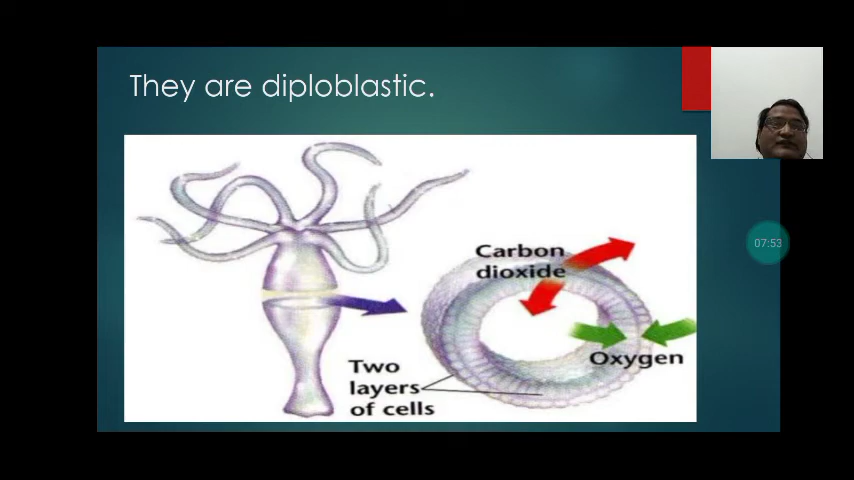 They are diploblastic.
07:53
Carbon
dioxide
Oxygen
Two
layers
of cells